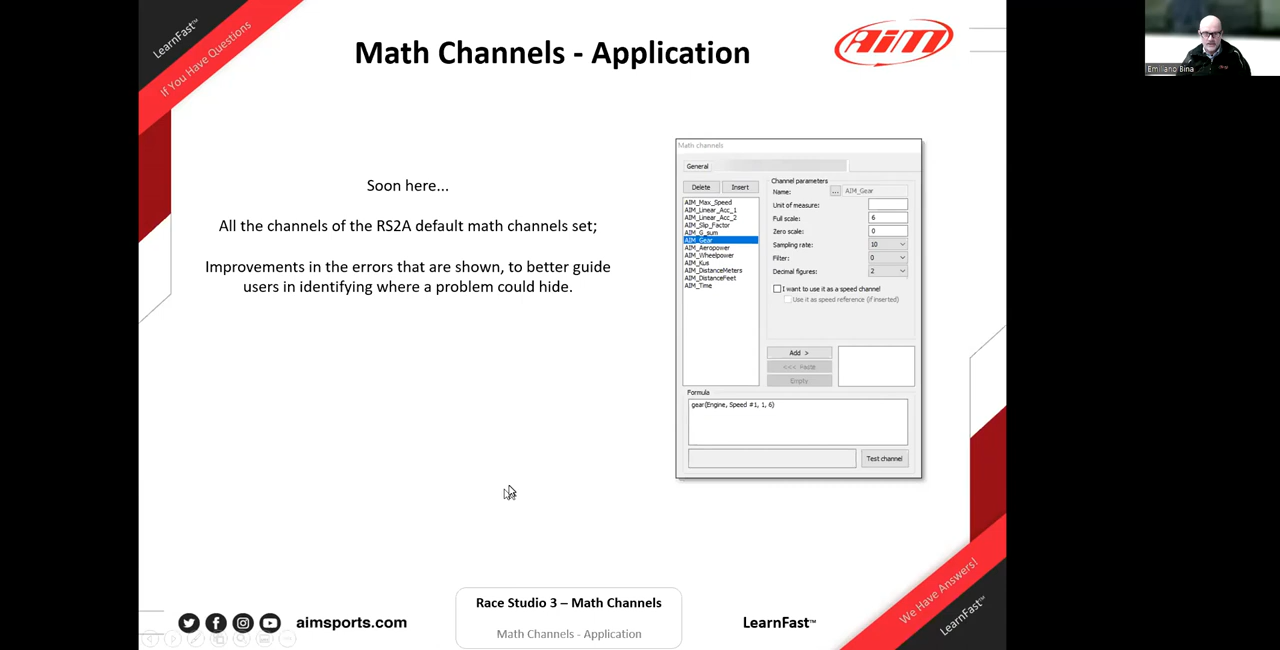 LearnFast™
If You Have Questions
Math Channels - Application
AiM
Emiliano Bina
Soon here...
All the channels of the RS2A default math channels set;
Improvements in the errors that are shown, to better guide
users in identifying where a problem could hide.
Math channels
General
Delete
Insert
AIM_Max_Speed
AIM_Linear_Acc_1
AIM_Linear_Acc_2
AIM_Slip_Factor
AIM_G_sum
AIM_Gear
AIM_Aeropower
AIM_Wheelpower
AIM_Kus
AIM_DistanceMeters
AIM_DistanceFeet
AIM_Time
Channel parameters
Name: ... AIM_Gear
Unit of measure:
Full scale: 6
Zero scale: 0
Sampling rate: 10
Filter: 0
Decimal figures: 2
I want to use it as a speed channel
Use it as speed reference (if inserted)
Add >
Empty
Formula
gear(Engine, Speed #1, 1, 6)
Test channel
We Have Answers!
LearnFast™
aimsports.com
Race Studio 3 – Math Channels
Math Channels - Application
LearnFast™